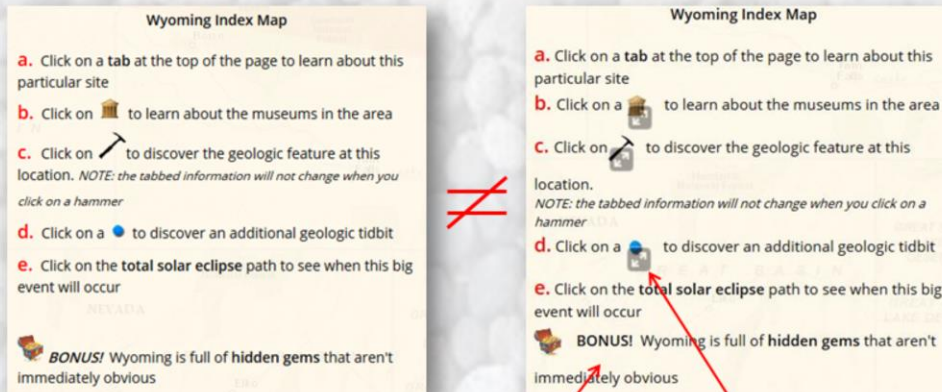 Wyoming Index Map
a. Click on a tab at the top of the page to learn about this
particular site
b. Click on to learn about the museums in the area
c. Click on to discover the geologic feature at this
location. NOTE: the tabbed information will not change when you
click on a hammer
d. Click on a to discover an additional geologic tidbit
e. Click on the total solar eclipse path to see when this big
event will occur
NEVADA
BONUS! Wyoming is full of hidden gems that aren't
immediately obvious
≠
Wyoming Index Map
a. Click on a tab at the top of the page to learn about this
particular site
b. Click on a to learn about the museums in the area
c. Click on to discover the geologic feature at this
location.
NOTE: the tabbed information will not change when you click on a
hammer
d. Click on a to discover an additional geologic tidbit
GREAT BASIN
e. Click on the total solar eclipse path to see when this big
event will occur
BONUS! Wyoming is full of hidden gems that aren't
immediately obvious